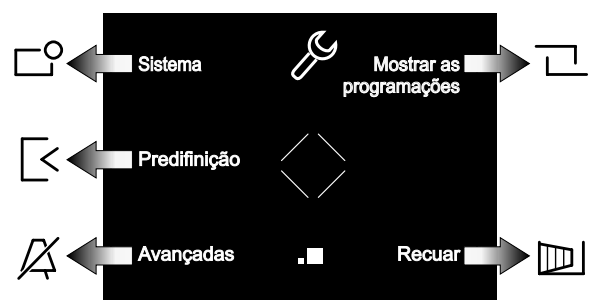 Sistema
Mostrar as
programações
Predifinição
Avançadas
Recuar